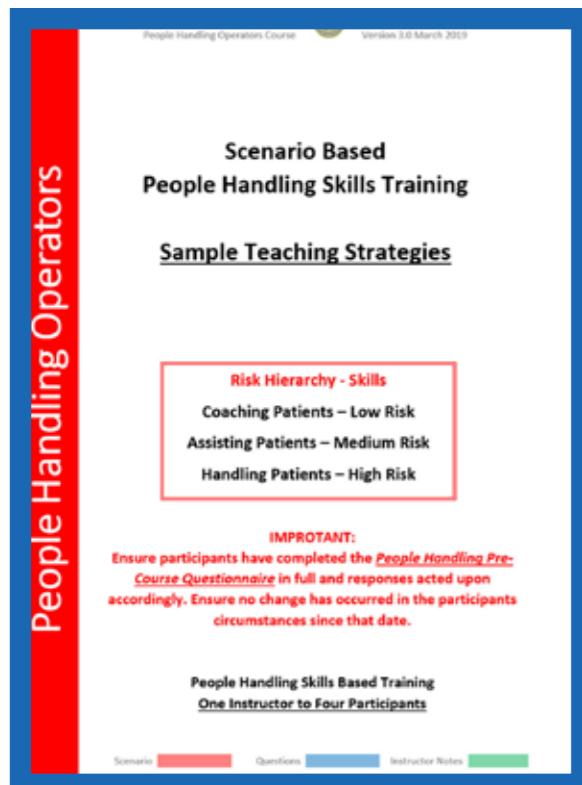 People Handling Operators Course Version 3.0 March 2019
People Handling Operators
Scenario Based
People Handling Skills Training
Sample Teaching Strategies
Risk Hierarchy - Skills
Coaching Patients – Low Risk
Assisting Patients – Medium Risk
Handling Patients – High Risk
IMPROTANT:
Ensure participants have completed the People Handling Pre-
Course Questionnaire in full and responses acted upon
accordingly. Ensure no change has occurred in the participants
circumstances since that date.
People Handling Skills Based Training
One Instructor to Four Participants
Scenario Questions Instructor Notes